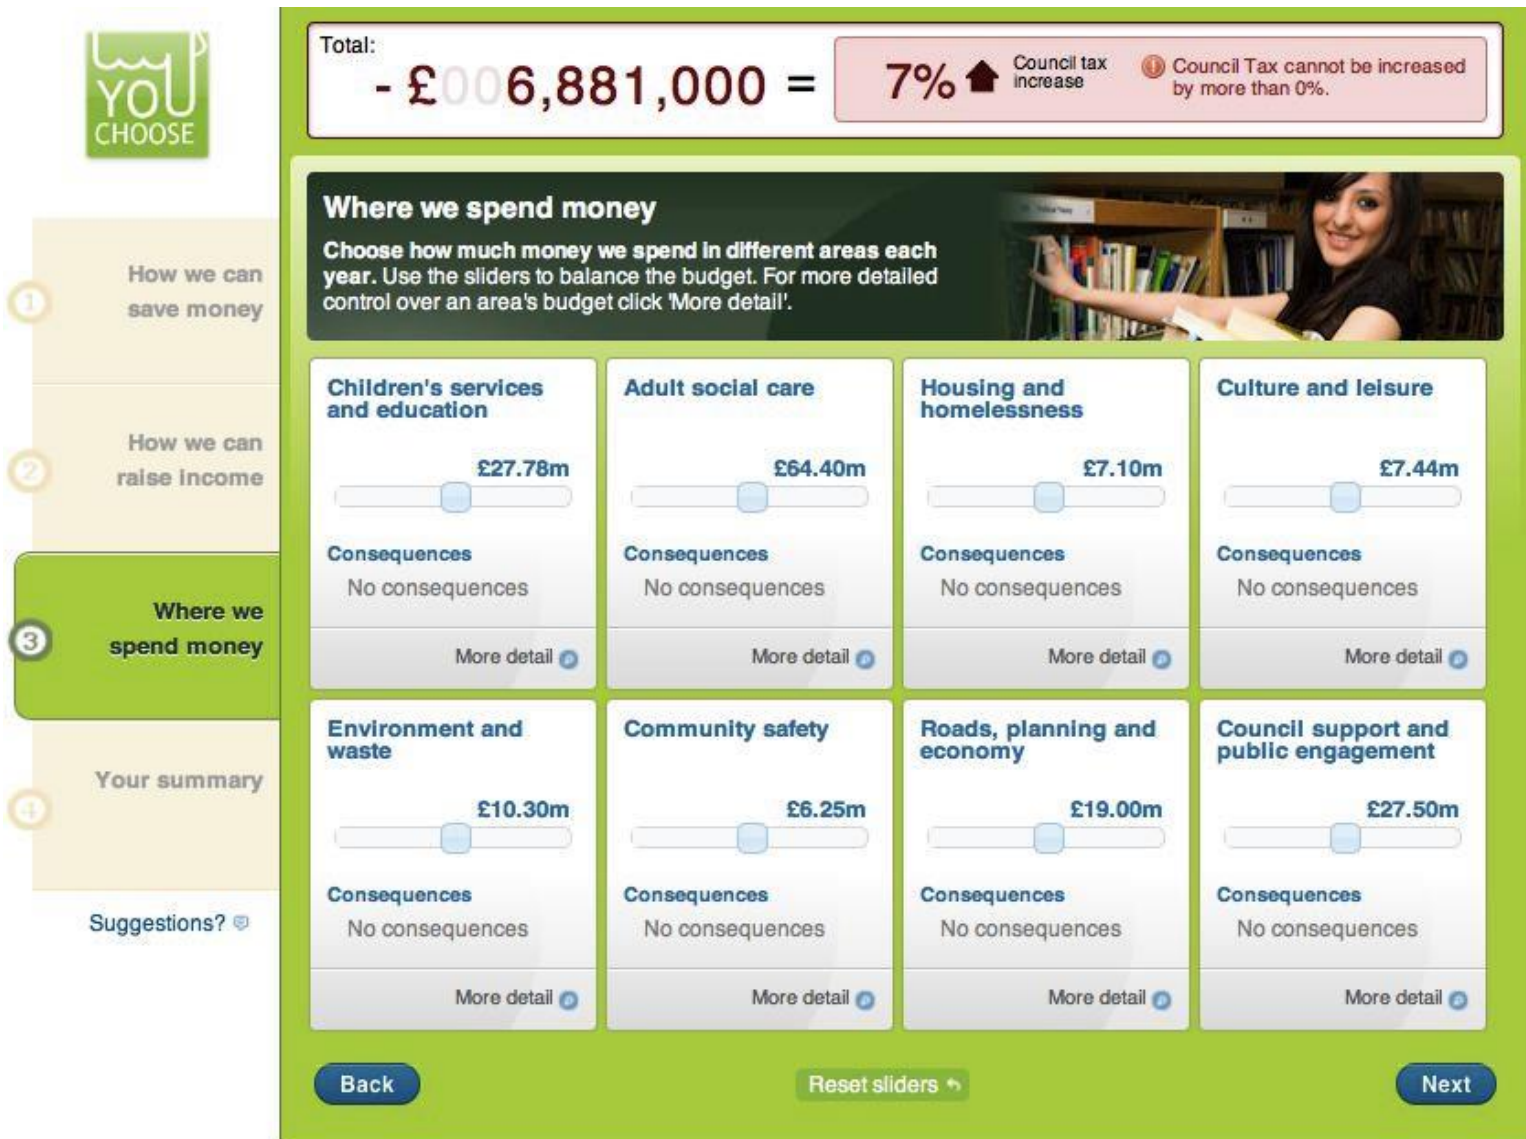 YOU
CHOOSE
Total:
- £006,881,000 = 7% Council tax increase
Council Tax cannot be increased
by more than 0%.
Where we spend money
Choose how much money we spend in different areas each
year. Use the sliders to balance the budget. For more detailed
control over an area's budget click 'More detail'.
1
How we can
save money
2
How we can
raise income
3
Where we
spend money
4
Your summary
Suggestions?
Children's services
and education
£27.78m
Consequences
No consequences
More detail
Adult social care
£64.40m
Consequences
No consequences
More detail
Housing and
homelessness
£7.10m
Consequences
No consequences
More detail
Culture and leisure
£7.44m
Consequences
No consequences
More detail
Environment and
waste
£10.30m
Consequences
No consequences
More detail
Community safety
£6.25m
Consequences
No consequences
More detail
Roads, planning and
economy
£19.00m
Consequences
No consequences
More detail
Council support and
public engagement
£27.50m
Consequences
No consequences
More detail
Back
Reset sliders
Next